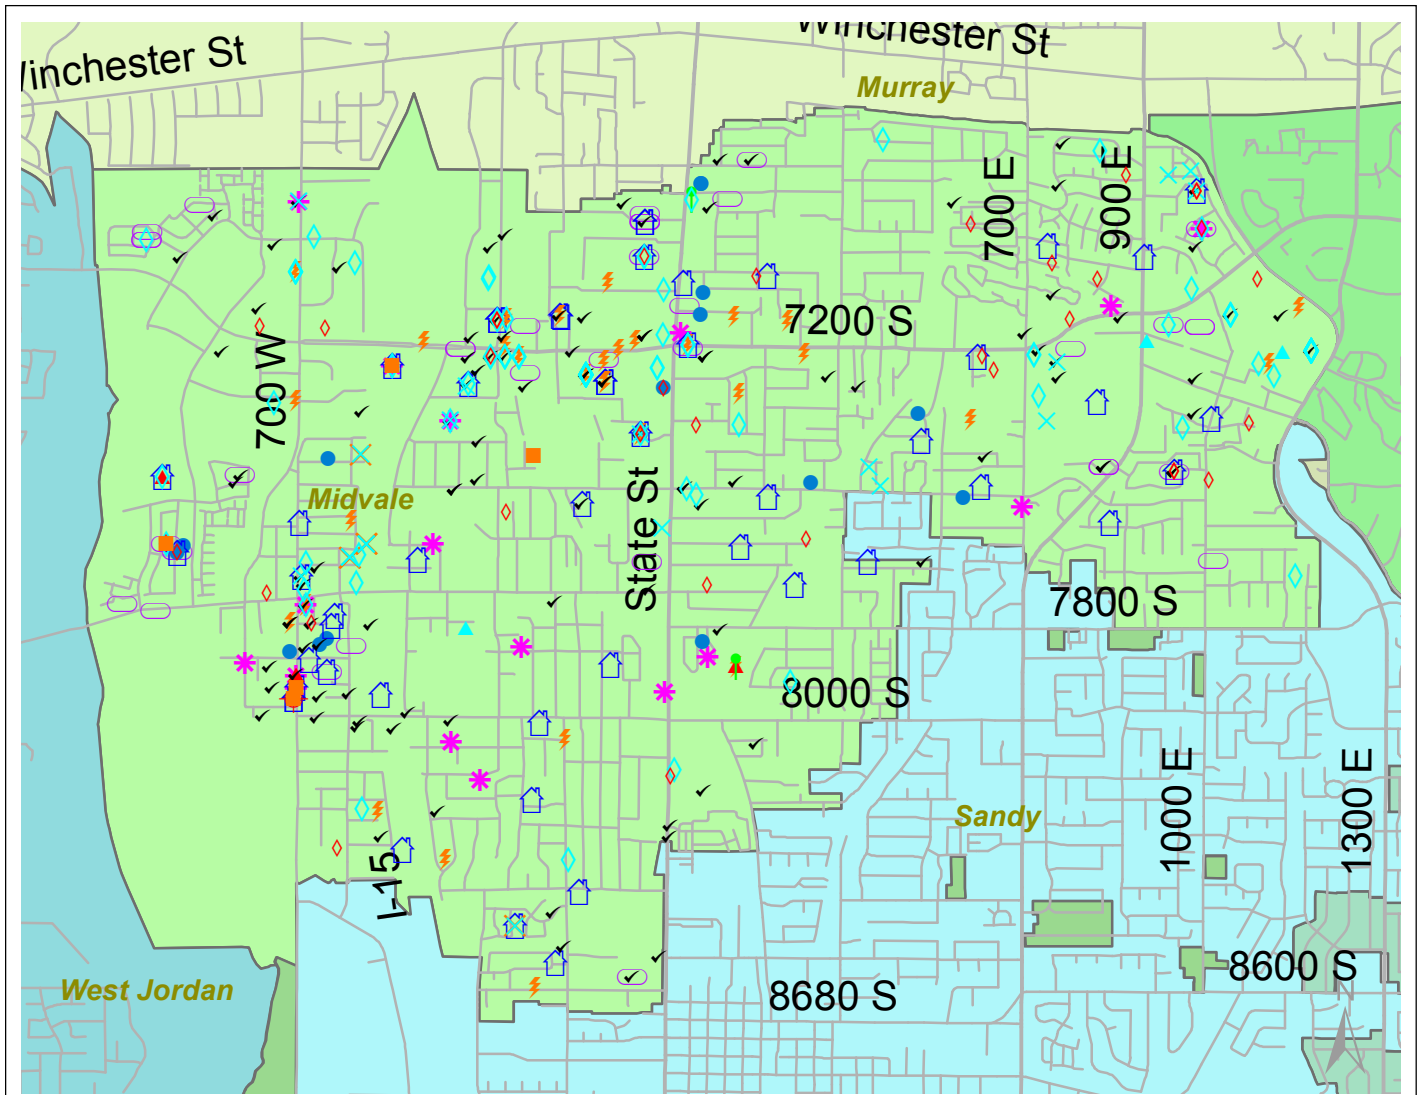 Winchester St
Winchester St
Murray
700 E
900 E
7200 S
700 W
Midvale
State St
7800 S
8000 S
Sandy
1000 E
1300 E
I-15
8600 S
West Jordan
8680 S